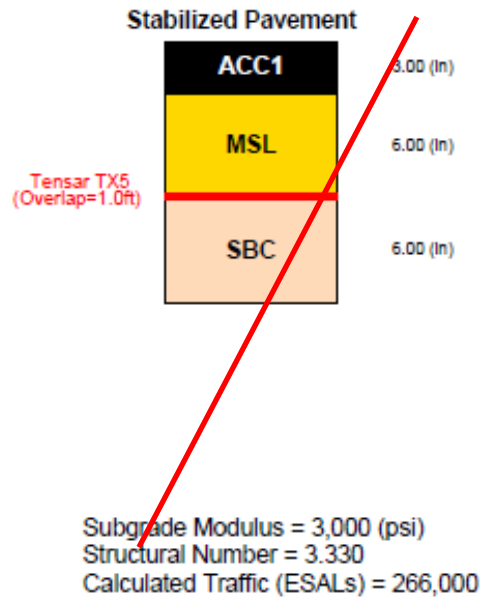 Stabilized Pavement
ACC1
3.00 (in)
MSL
6.00 (in)
Tensar TX5
(Overlap=1.0ft)
SBC
6.00 (in)
Subgrade Modulus = 3,000 (psi)
Structural Number = 3.330
Calculated Traffic (ESALs) = 266,000